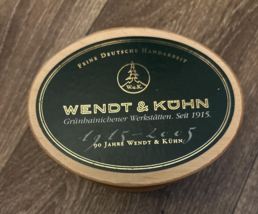 FEINE DEUTSCHE HANDARBEIT
W.u.K.
WENDT & KÜHN
Grünhainichener Werkstätten. Seit 1915.
1915-2005
90 JAHRE WENDT & KÜHN